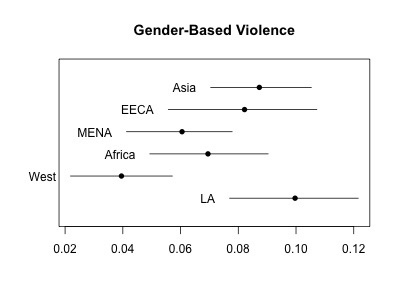 Gender-Based Violence
Asia
EECA
MENA
Africa
West
LA
0.02 0.04 0.06 0.08 0.10 0.12